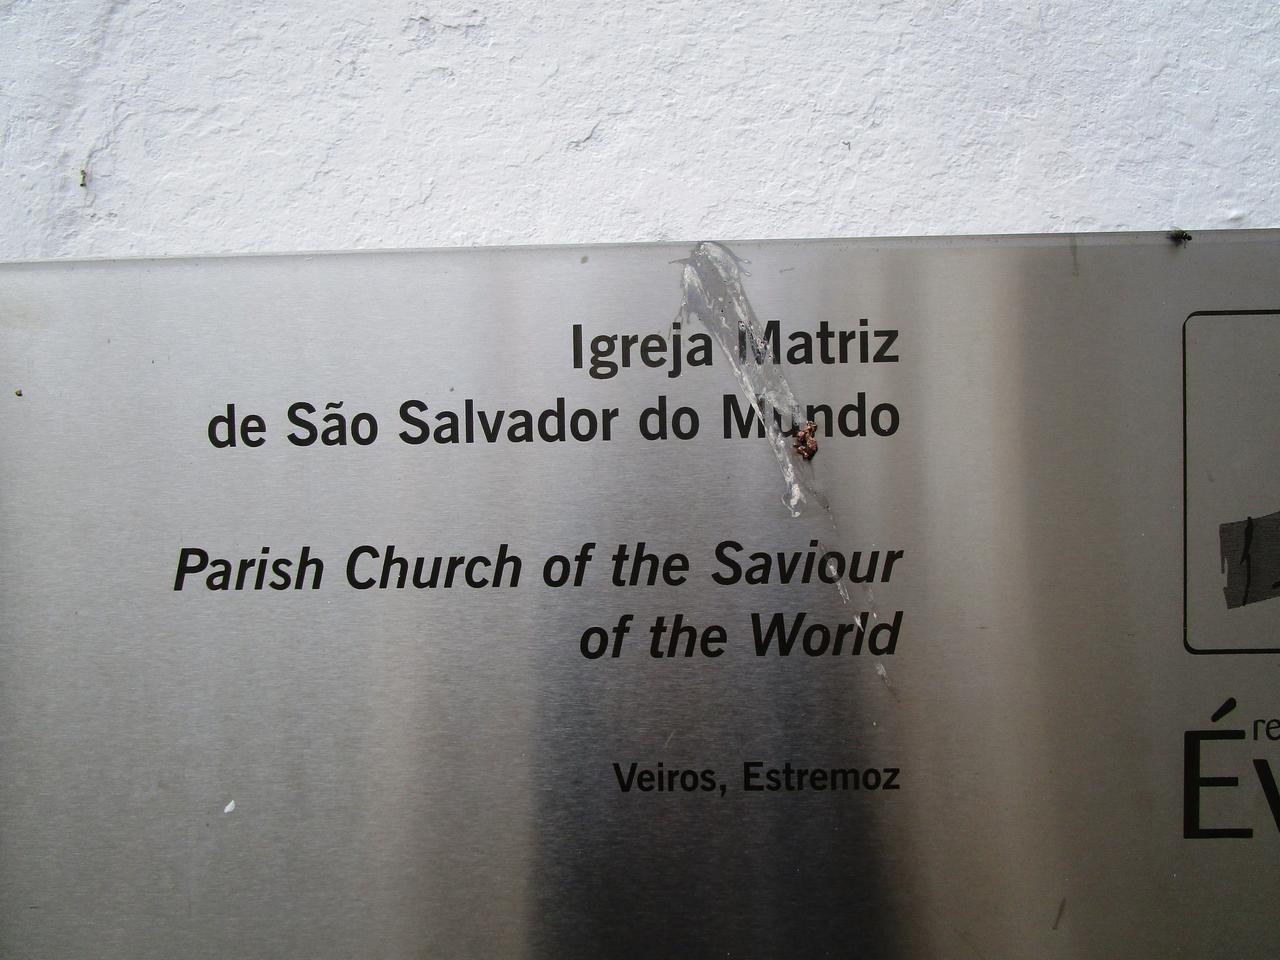 Igreja Matriz
de São Salvador do Mundo
Parish Church of the Saviour
of the World
Veiros, Estremoz